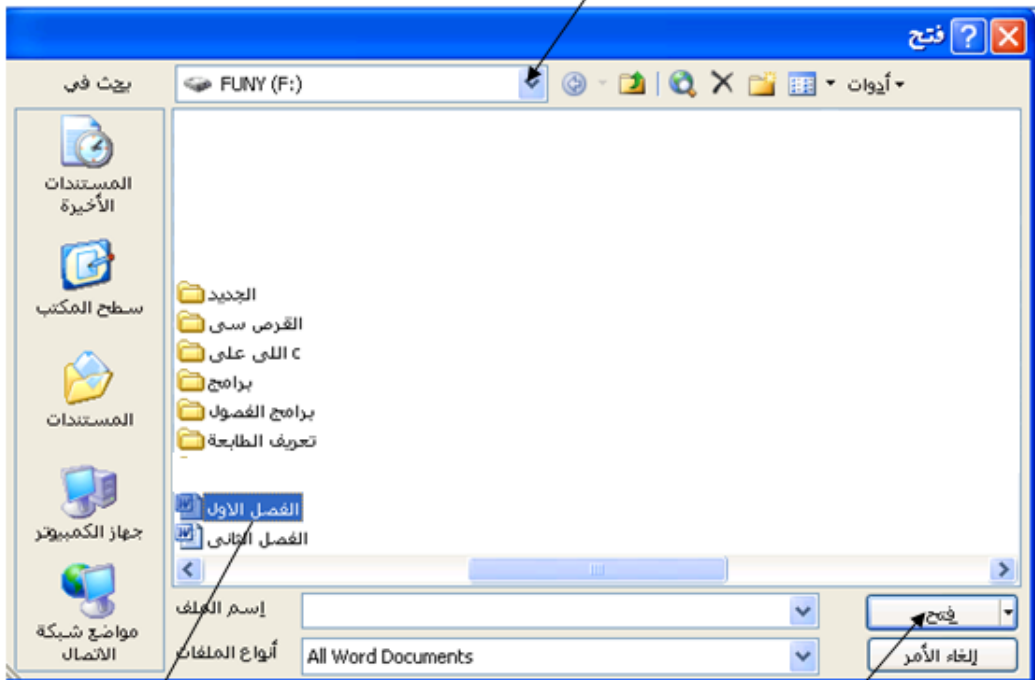 فتح
بحث في
FUNY (F:)
أدوات
المستندات
الأخيرة
سطح المكتب
المستندات
جهاز الكمبيوتر
مواضع شبكة
الاتصال
الجديد
القرص سى
اللى على c
برامج
برامج الفصول
تعريف الطابعة
الفصل الاول
الفصل الثانى
إسم الملف
فتح
أنواع الملفات
All Word Documents
إلغاء الأمر